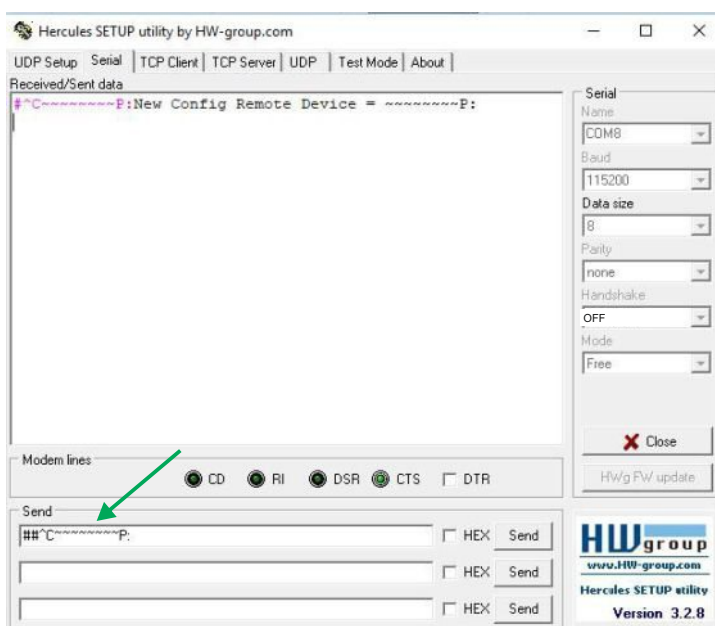 Hercules SETUP utility by HW-group.com
UDP Setup Serial TCP Client TCP Server UDP Test Mode About
Received/Sent data
#^C~~~~~~~~P:New Config Remote Device = ~~~~~~~~P:
Serial
Name
COM8
Baud
115200
Data size
8
Parity
none
Handshake
OFF
Mode
Free
Close
HWg FW update
Modem lines
CD RI DSR CTS DTR
Send
##^C~~~~~~~~P:
HEX Send
HEX Send
HEX Send
HW group
www.HW-group.com
Hercules SETUP utility
Version 3.2.8